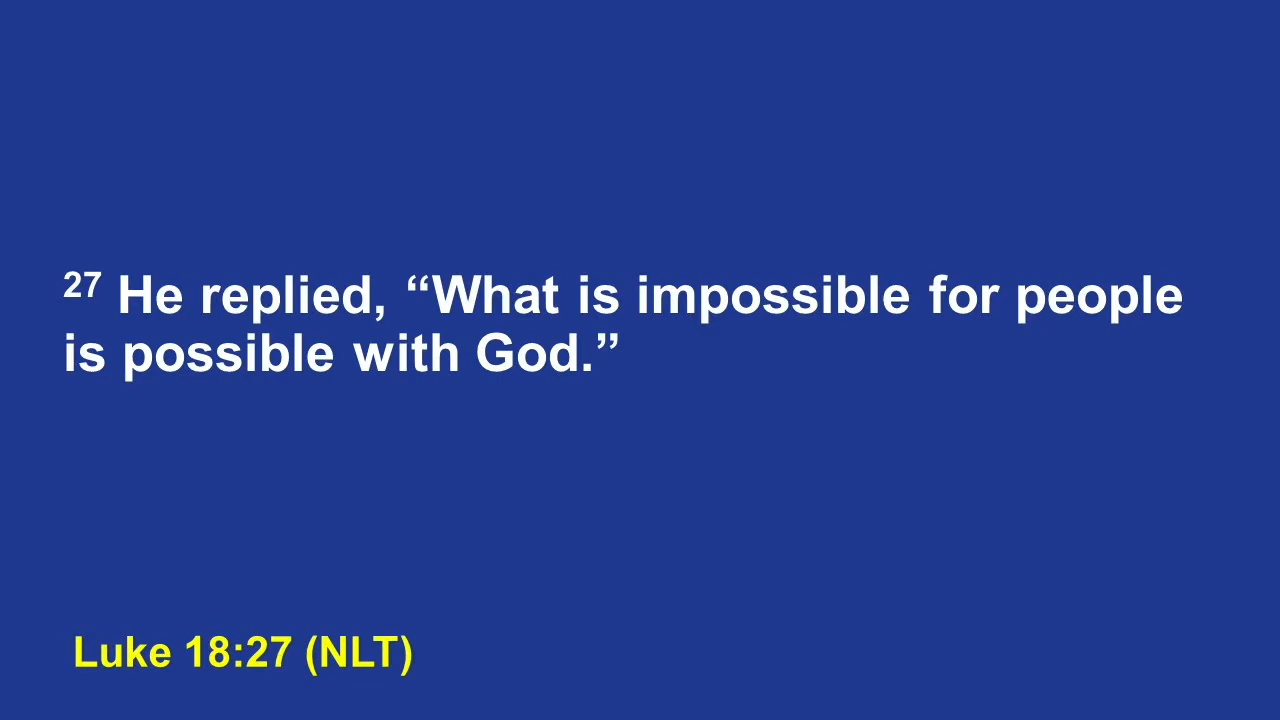 27 He replied, “What is impossible for people
is possible with God.”
Luke 18:27 (NLT)